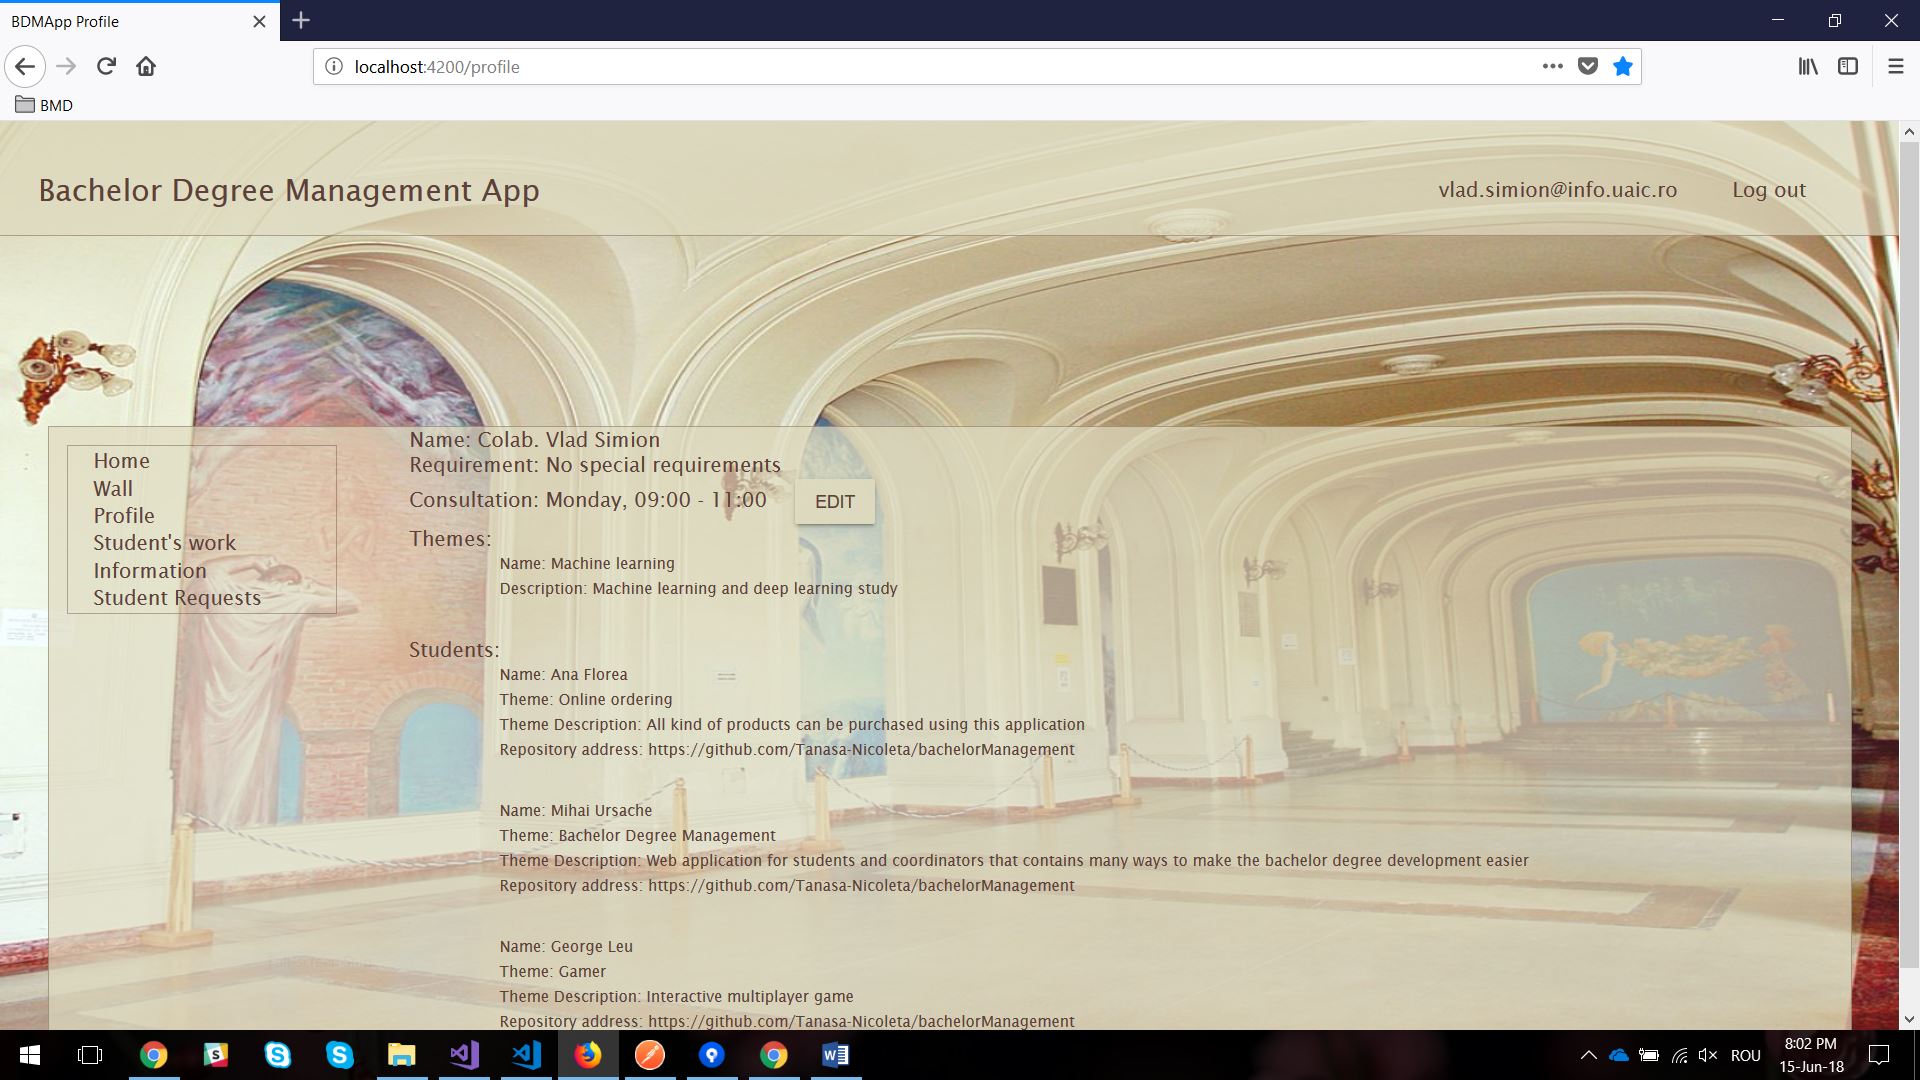 BDMApp Profile
localhost:4200/profile
BMD
Bachelor Degree Management App
vlad.simion@info.uaic.ro
Log out
Home
Wall
Profile
Student's work
Information
Student Requests
Name: Colab. Vlad Simion
Requirement: No special requirements
Consultation: Monday, 09:00 - 11:00
EDIT
Themes:
Name: Machine learning
Description: Machine learning and deep learning study
Students:
Name: Ana Florea
Theme: Online ordering
Theme Description: All kind of products can be purchased using this application
Repository address: https://github.com/Tanasa-Nicoleta/bachelorManagement
Name: Mihai Ursache
Theme: Bachelor Degree Management
Theme Description: Web application for students and coordinators that contains many ways to make the bachelor degree development easier
Repository address: https://github.com/Tanasa-Nicoleta/bachelorManagement
Name: George Leu
Theme: Gamer
Theme Description: Interactive multiplayer game
Repository address: https://github.com/Tanasa-Nicoleta/bachelorManagement
ROU
8:02 PM
15-Jun-18